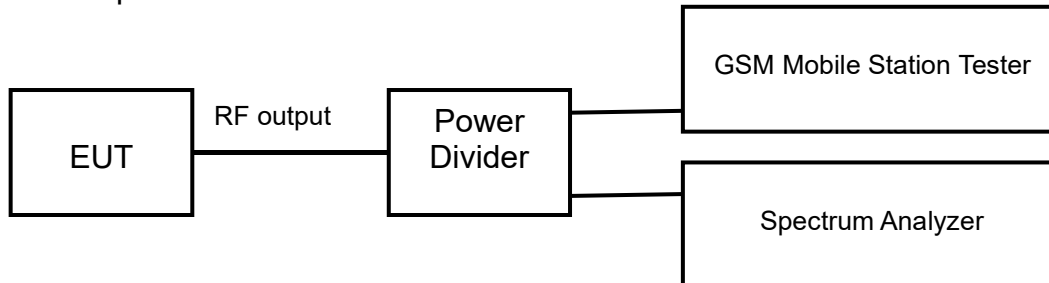 EUT
RF output
Power
Divider
GSM Mobile Station Tester
Spectrum Analyzer